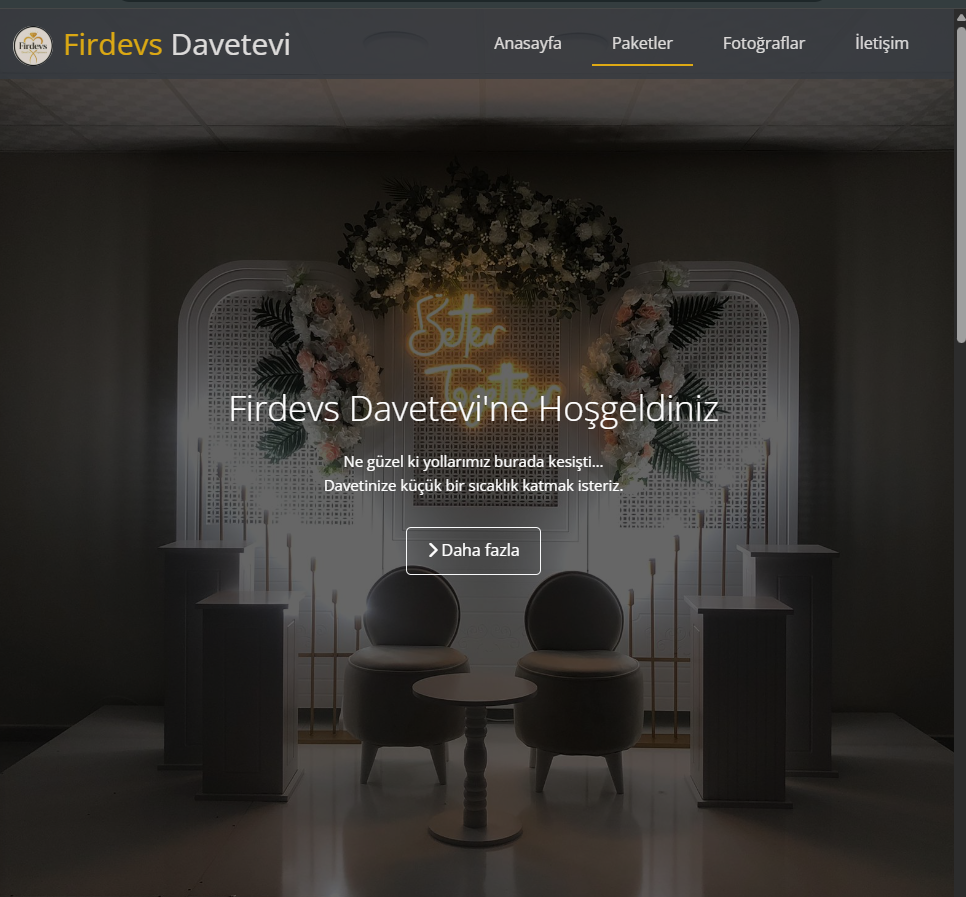 Firdevs
Firdevs Davetevi
Anasayfa
Paketler
Fotoğraflar
İletişim
Better
Together
Firdevs Davetevi'ne Hoşgeldiniz
Ne güzel ki yollarımız burada kesişti...
Davetinize küçük bir sıcaklık katmak isteriz.
Daha fazla